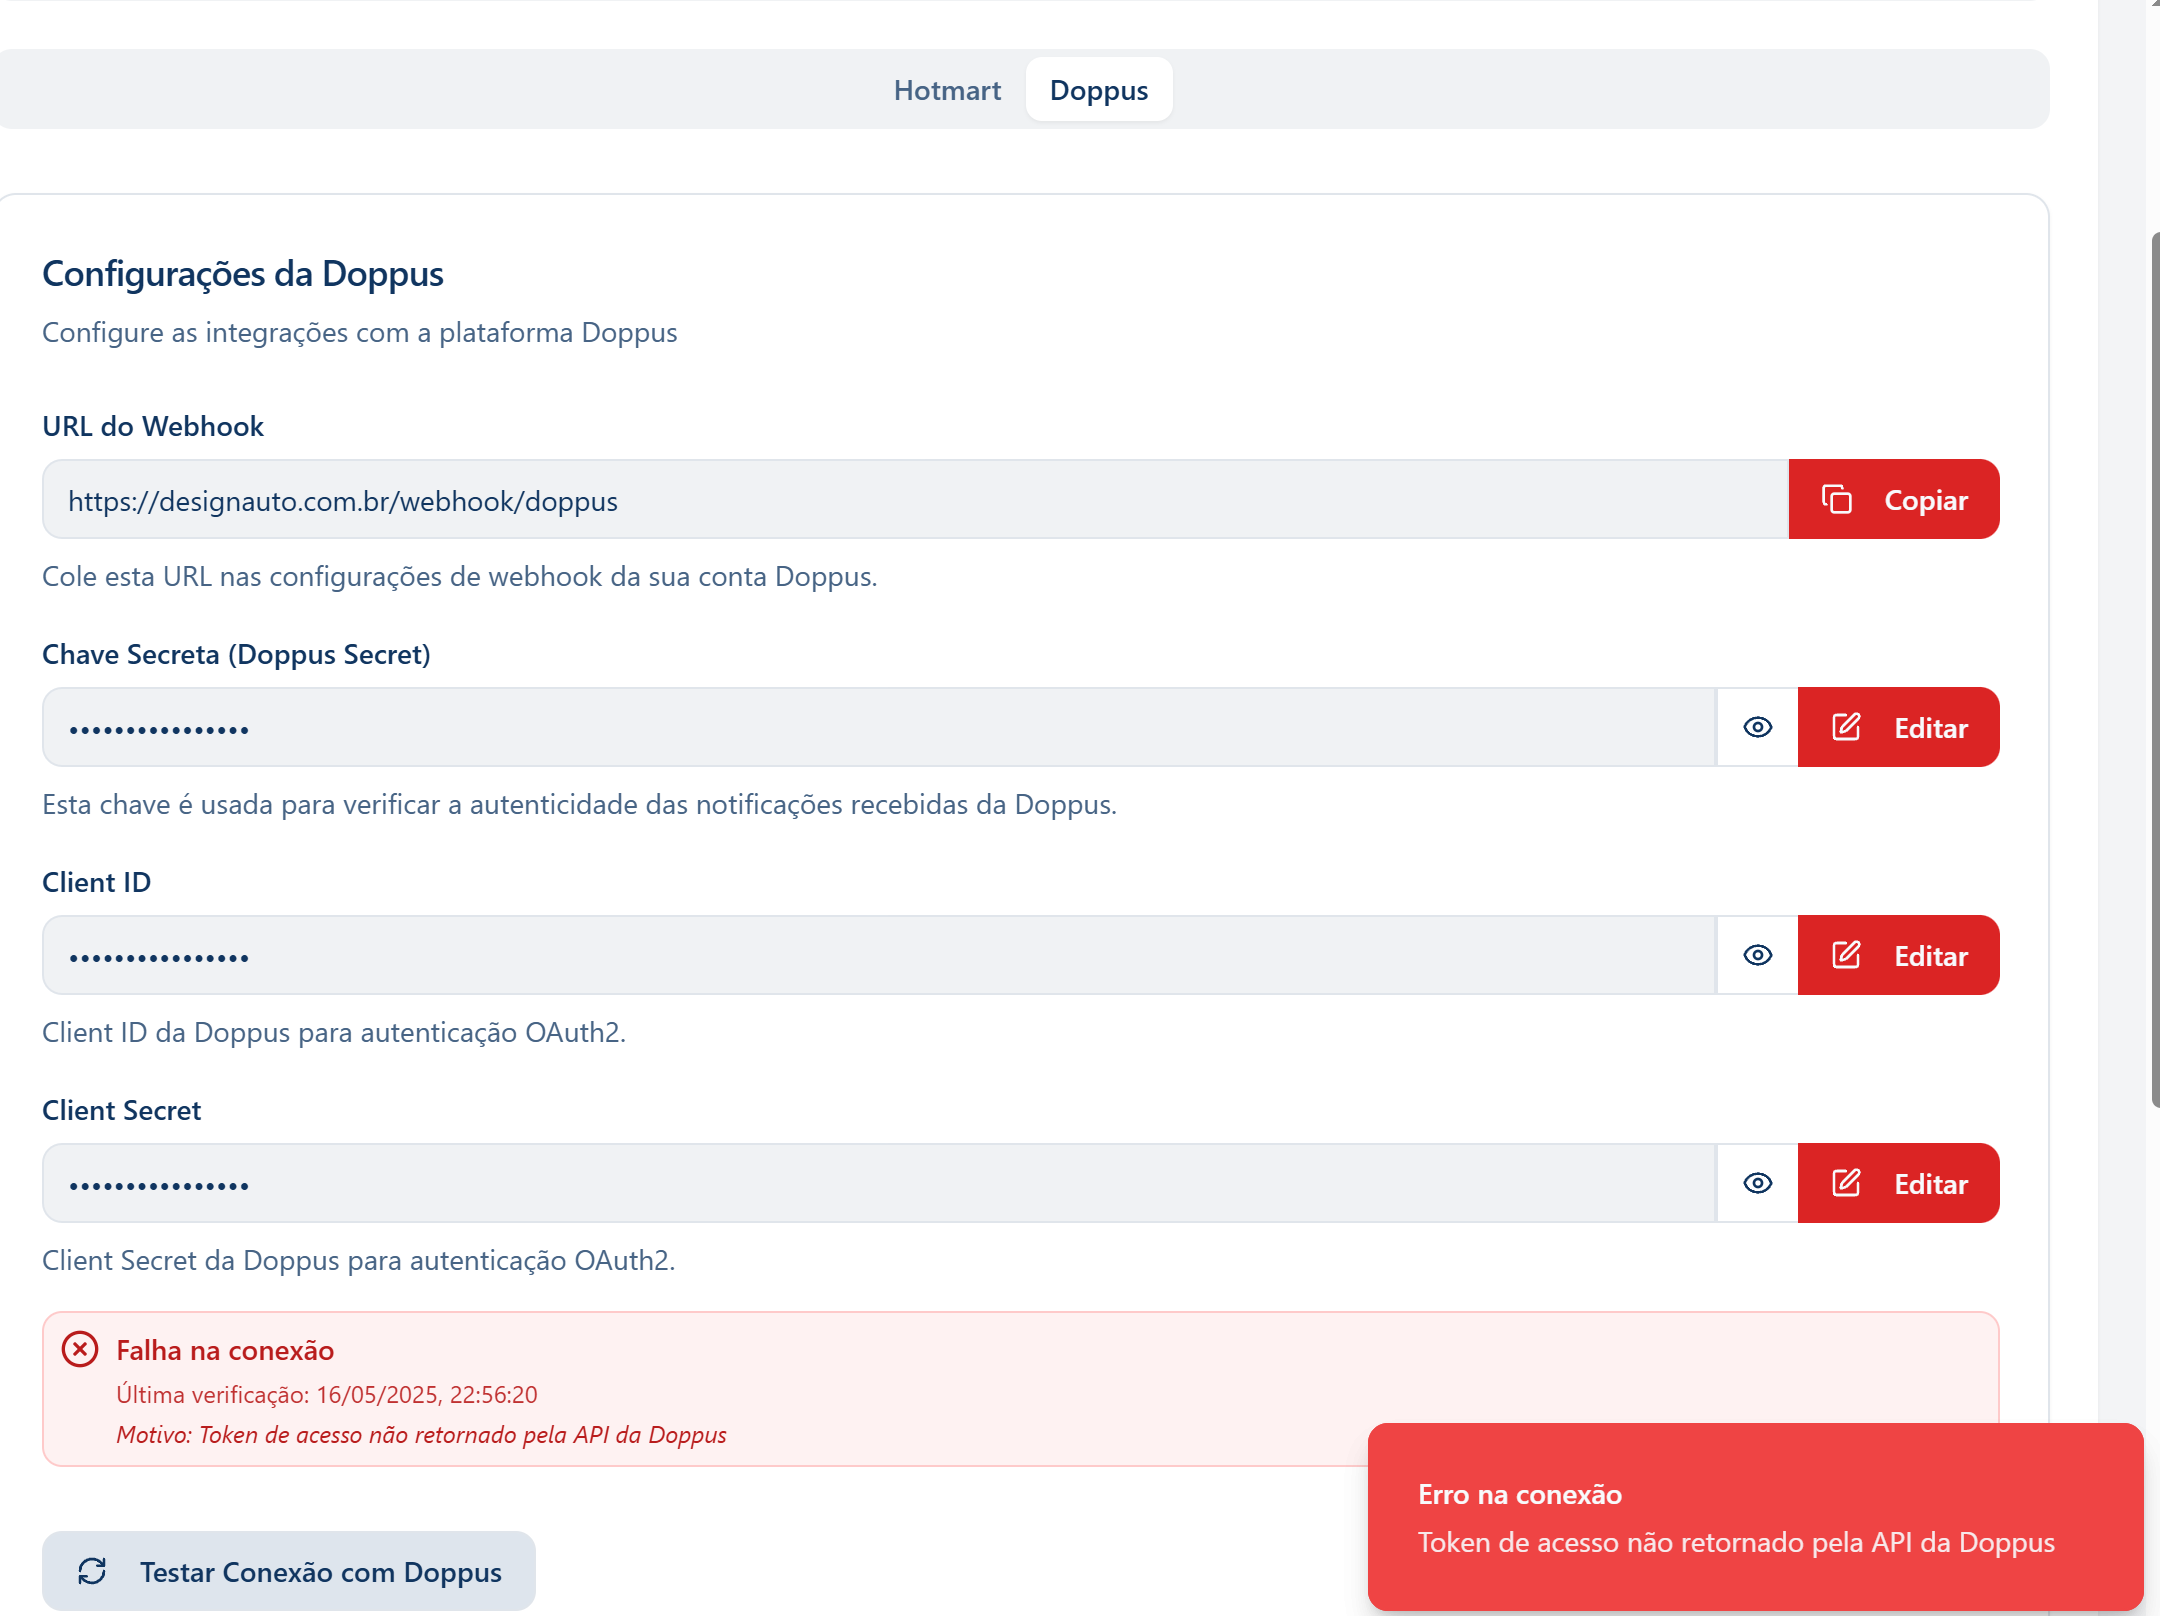 Hotmart
Doppus
Configurações da Doppus
Configure as integrações com a plataforma Doppus
URL do Webhook
https://designauto.com.br/webhook/doppus
Copiar
Cole esta URL nas configurações de webhook da sua conta Doppus.
Chave Secreta (Doppus Secret)
••••••••••••••••
Editar
Esta chave é usada para verificar a autenticidade das notificações recebidas da Doppus.
Client ID
••••••••••••••••
Editar
Client ID da Doppus para autenticação OAuth2.
Client Secret
••••••••••••••••
Editar
Client Secret da Doppus para autenticação OAuth2.
Falha na conexão
Última verificação: 16/05/2025, 22:56:20
Motivo: Token de acesso não retornado pela API da Doppus
Erro na conexão
Token de acesso não retornado pela API da Doppus
Testar Conexão com Doppus